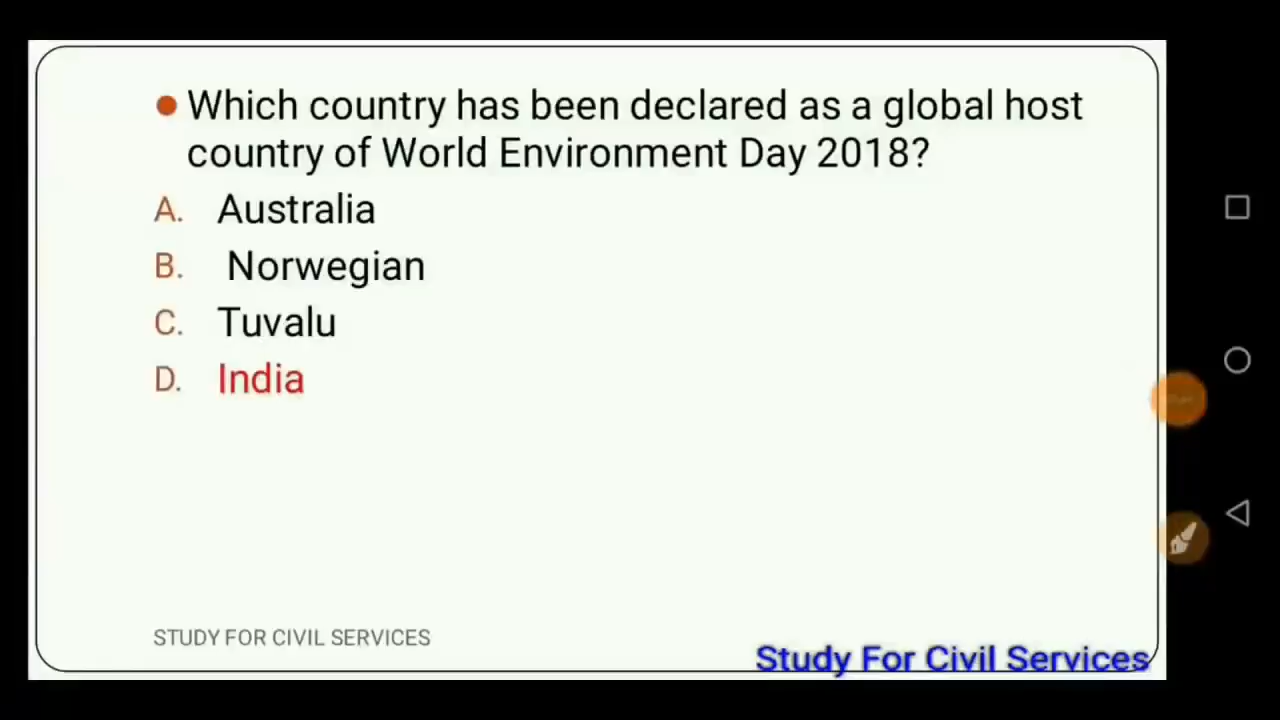 Which country has been declared as a global host
country of World Environment Day 2018?
A. Australia
B. Norwegian
C. Tuvalu
D. India
STUDY FOR CIVIL SERVICES
Study For Civil Services